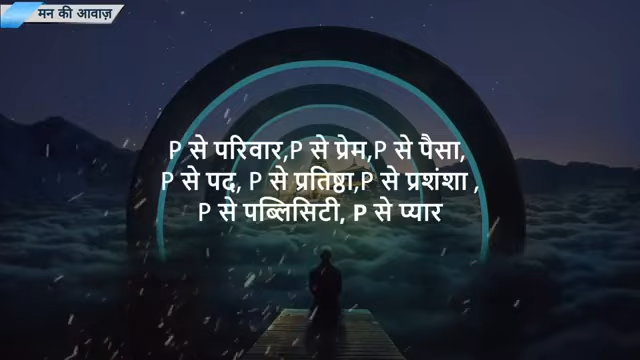 मन की आवाज़
P से परिवार,P से प्रेम,P से पैसा,
P से पद, P से प्रतिष्ठा,P से प्रशंशा ,
P से पब्लिसिटी, P से प्यार